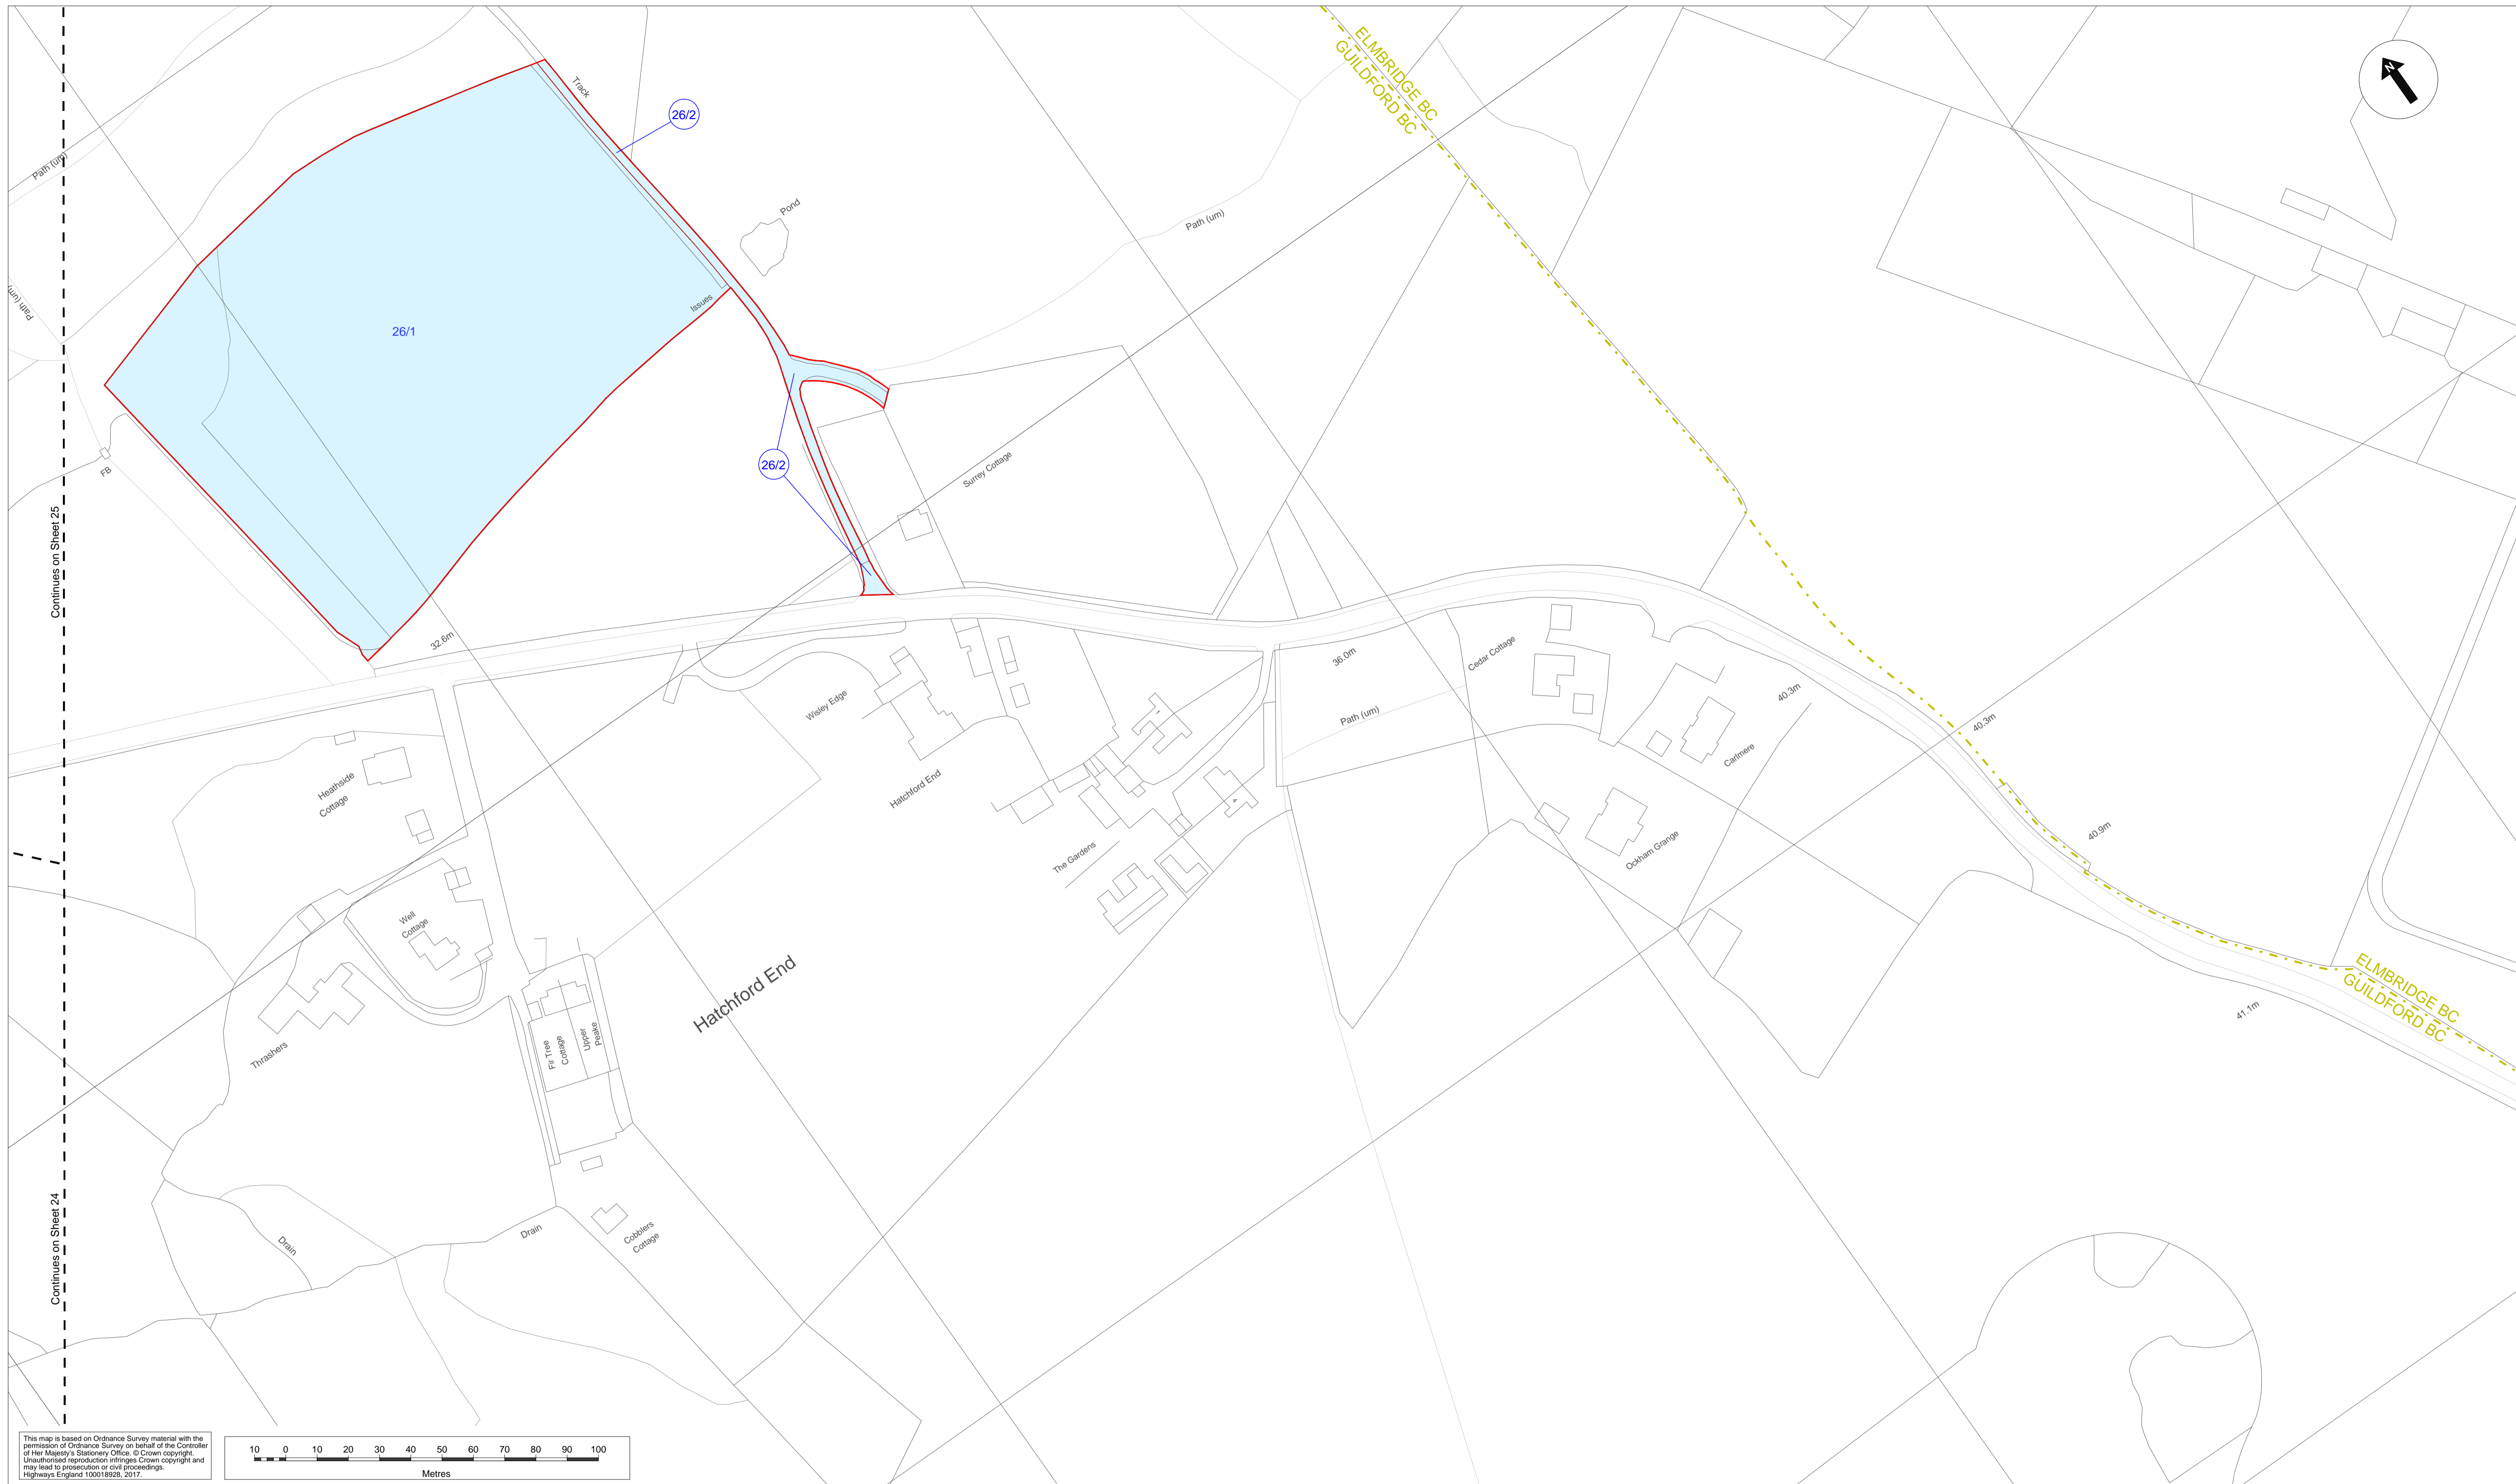 ELMBRIDGE BC
GUILDFORD BC
N
Track
26/2
Path (um)
Pond
Path (um)
Issues
Path (um)
26/1
26/2
Surrey Cottage
FB
Continues on Sheet 25
32.6m
36.0m
Cedar Cottage
40.3m
Wisley Edge
Path (um)
40.3m
Carlmere
Heathside
Cottage
Hatchford End
40.9m
The Gardens
Ockham Grange
Well
Cottage
Hatchford End
ELMBRIDGE BC
GUILDFORD BC
41.1m
Thrashers
Fir Tree
Cottage
Upper
Peake
Continues on Sheet 24
Drain
Drain
Cobblers
Cottage
This map is based on Ordnance Survey material with the
permission of Ordnance Survey on behalf of the Controller
of Her Majesty's Stationery Office. © Crown copyright.
Unauthorised reproduction infringes Crown copyright and
may lead to prosecution or civil proceedings.
Highways England 100018928, 2017.
10 0 10 20 30 40 50 60 70 80 90 100
Metres